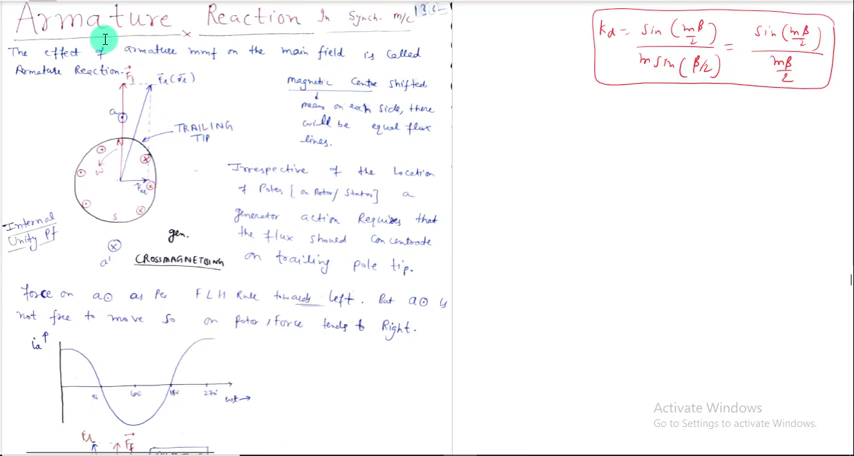 Armature Reaction In Synch. m/c
The effect of armature mmf on the main field is called
Armature Reaction.
magnetic Centre shifted
mean on each side, there
will be equal flux
lines.
a
TRAILING
TIP
N
ω
S
Internal
Unity Pf
a'
gen.
CROSSMAGNETIZING
Irrespective of the Location
of Poles [on Rotor/Stator] a
generator action Requires that
the flux should Concentrate
on trailing pole tip.
Force on a⊙ as per F L H Rule towards left. But a⊙ is
not free to move so on Rotor, Force tends to Right.
ia↑
180
270
ωt→
Kd = sin(mβ/2) / m sin(β/2) = sin(mβ/2) / (mβ/2)
Activate Windows
Go to Settings to activate Windows.